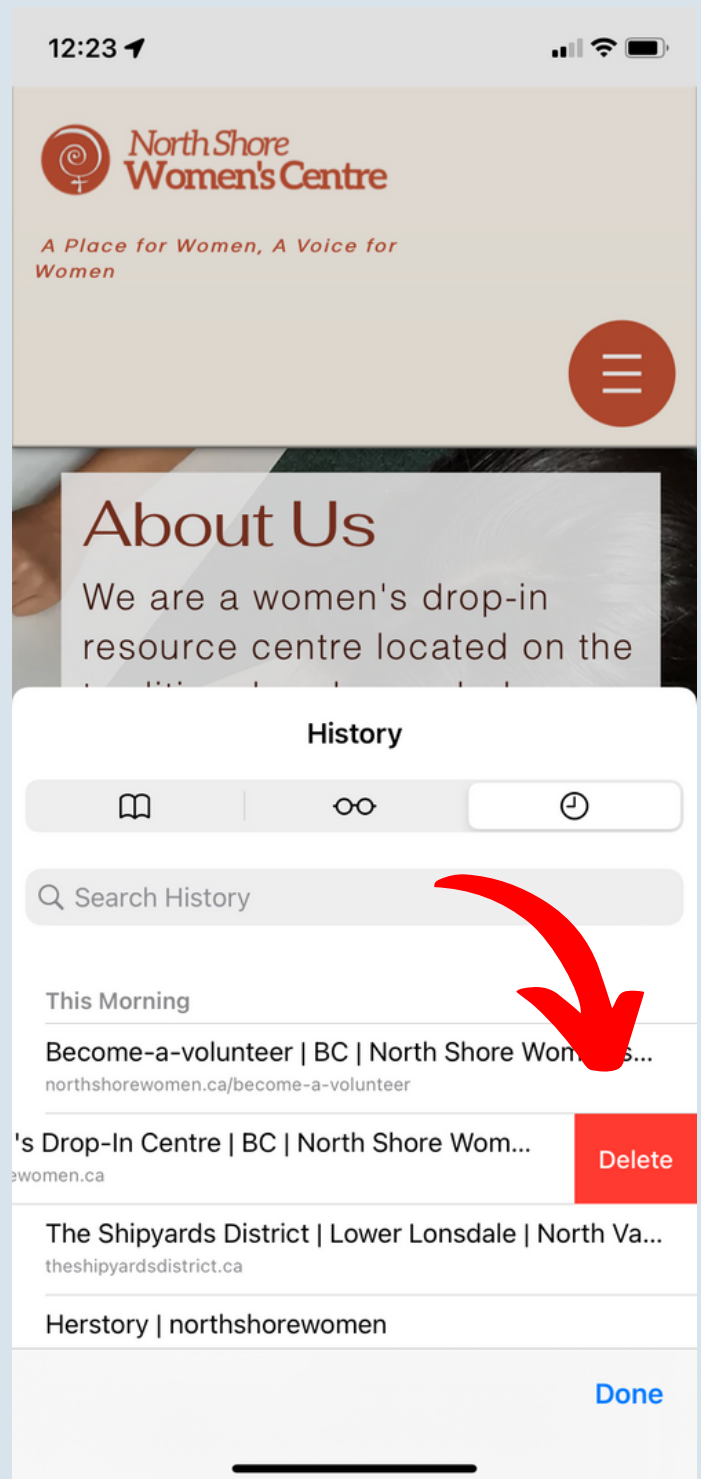 12:23
North Shore
Women's Centre
A Place for Women, A Voice for
Women
About Us
We are a women's drop-in
resource centre located on the
History
Search History
This Morning
Become-a-volunteer | BC | North Shore
northshorewomen.ca/become-a-volunteer
's Drop-In Centre | BC | North Shore Wom...
ewomen.ca
Delete
The Shipyards District | Lower Lonsdale | North Va...
theshipyardsdistrict.ca
Herstory | northshorewomen
Done